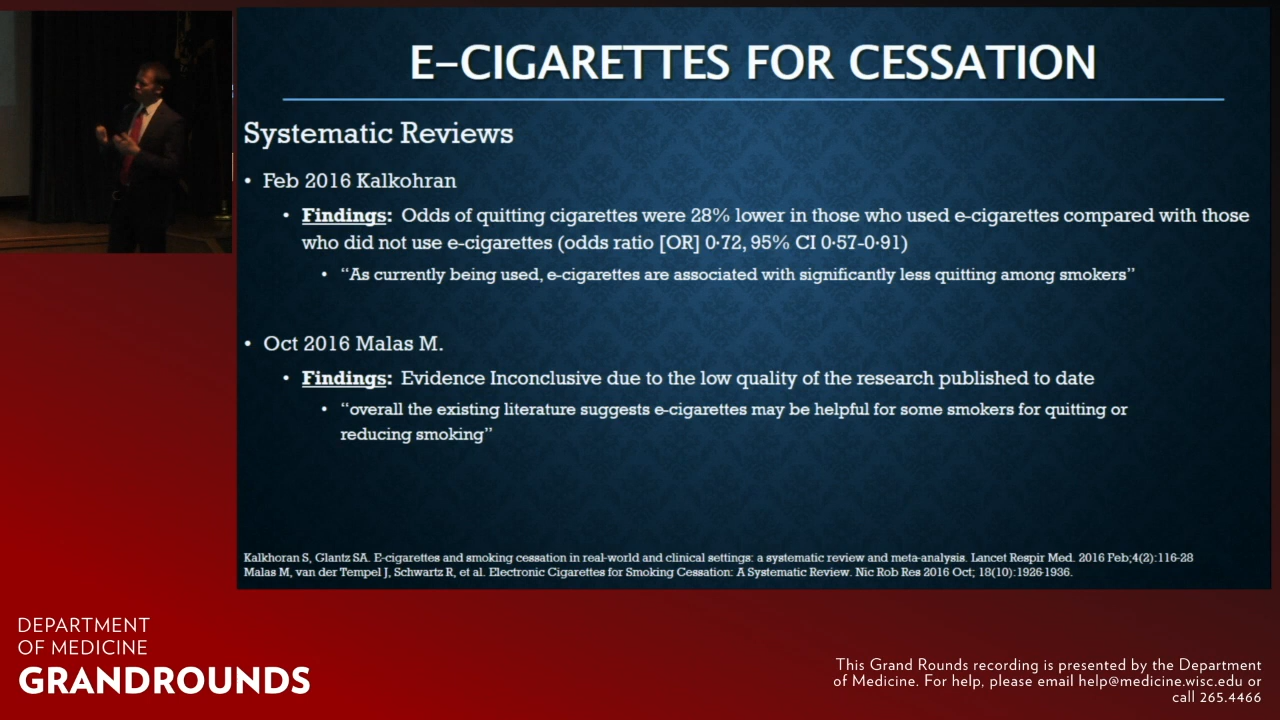 E-CIGARETTES FOR CESSATION
Systematic Reviews
• Feb 2016 Kalkohran
• Findings: Odds of quitting cigarettes were 28% lower in those who used e-cigarettes compared with those
who did not use e-cigarettes (odds ratio [OR] 0·72, 95% CI 0·57-0·91)
• “As currently being used, e-cigarettes are associated with significantly less quitting among smokers”
• Oct 2016 Malas M.
• Findings: Evidence Inconclusive due to the low quality of the research published to date
• “overall the existing literature suggests e-cigarettes may be helpful for some smokers for quitting or
reducing smoking”
Kalkhoran S, Glantz SA. E-cigarettes and smoking cessation in real-world and clinical settings: a systematic review and meta-analysis. Lancet Respir Med. 2016 Feb;4(2):116-28
Malas M, van der Tempel J, Schwartz R, et al. Electronic Cigarettes for Smoking Cessation: A Systematic Review. Nic Rob Res 2016 Oct; 18(10):1926-1936.
DEPARTMENT
OF MEDICINE
GRANDROUNDS
This Grand Rounds recording is presented by the Department
of Medicine. For help, please email help@medicine.wisc.edu or
call 265.4466